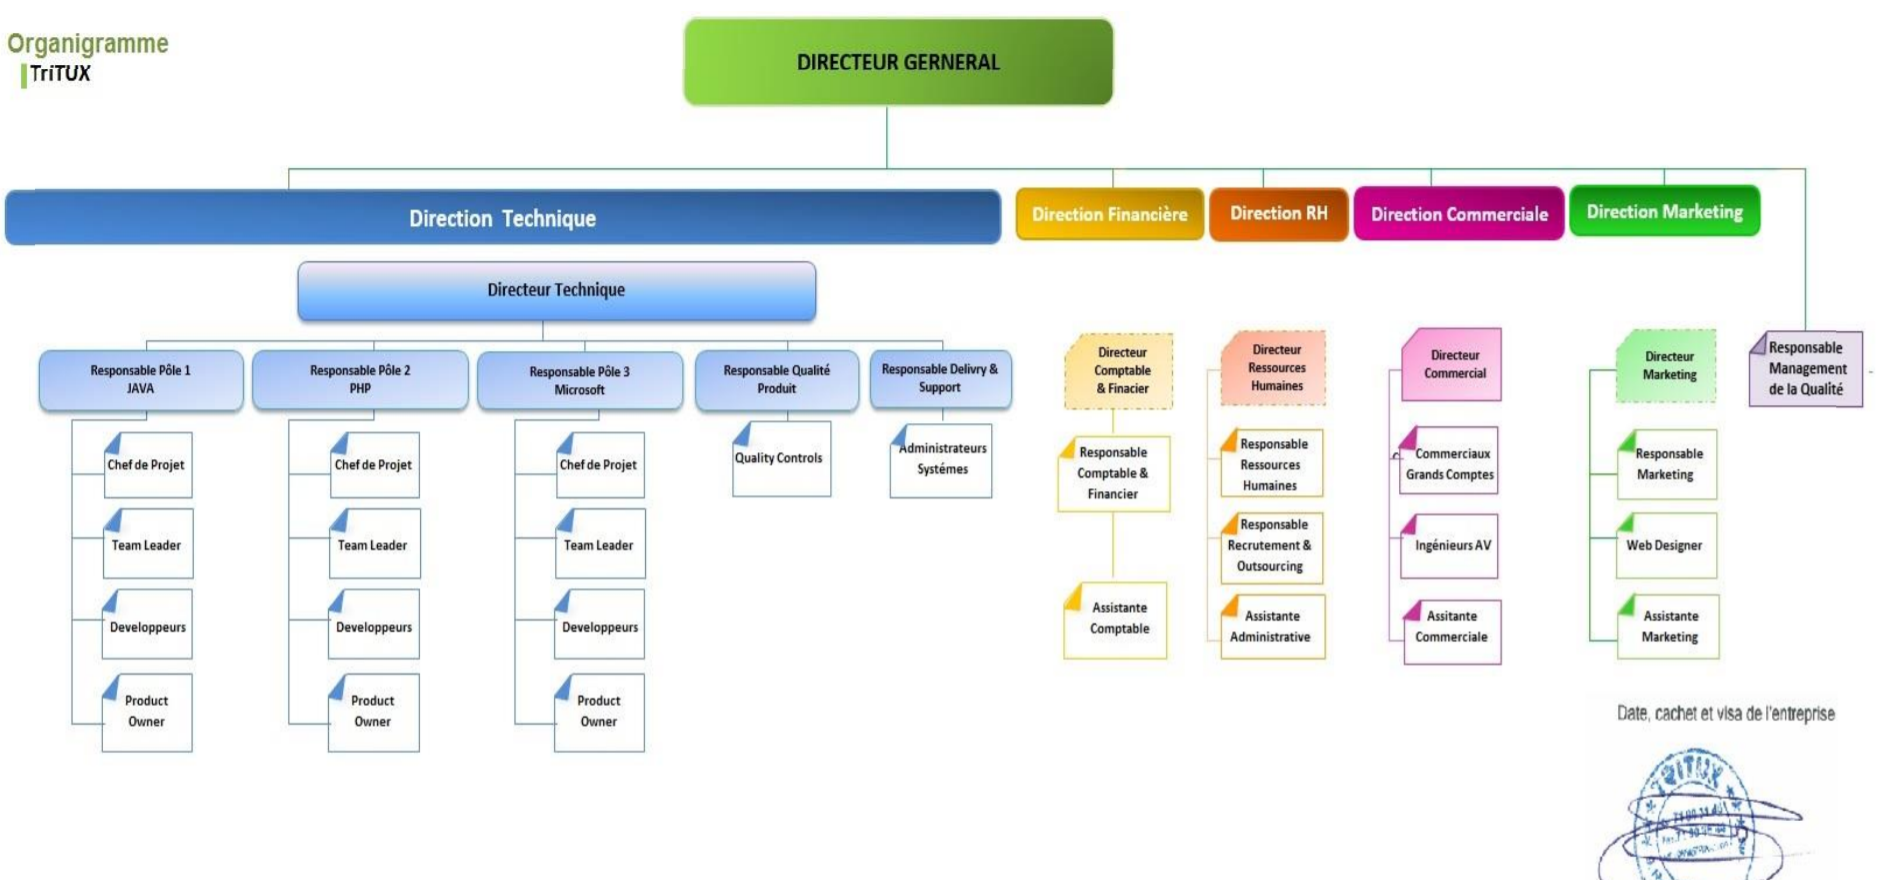 Organigramme
TriTUX
DIRECTEUR GERNERAL
Direction Technique
Direction Financière
Direction RH
Direction Commerciale
Direction Marketing
Directeur Technique
Responsable Pôle 1
JAVA
Responsable Pôle 2
PHP
Responsable Pôle 3
Microsoft
Responsable Qualité
Produit
Responsable Delivry &
Support
Directeur
Comptable
& Finacier
Directeur
Ressources
Humaines
Directeur
Commercial
Directeur
Marketing
Responsable
Management
de la Qualité
Chef de Projet
Chef de Projet
Chef de Projet
Quality Controls
Administrateurs
Systémes
Responsable
Comptable &
Financier
Responsable
Ressources
Humaines
Commerciaux
Grands Comptes
Responsable
Marketing
Team Leader
Team Leader
Team Leader
Responsable
Recrutement &
Outsourcing
Ingénieurs AV
Web Designer
Developpeurs
Developpeurs
Developpeurs
Assistante
Comptable
Assistante
Administrative
Assitante
Commerciale
Assistante
Marketing
Product
Owner
Product
Owner
Product
Owner
Date, cachet et visa de l'entreprise
TRITUX